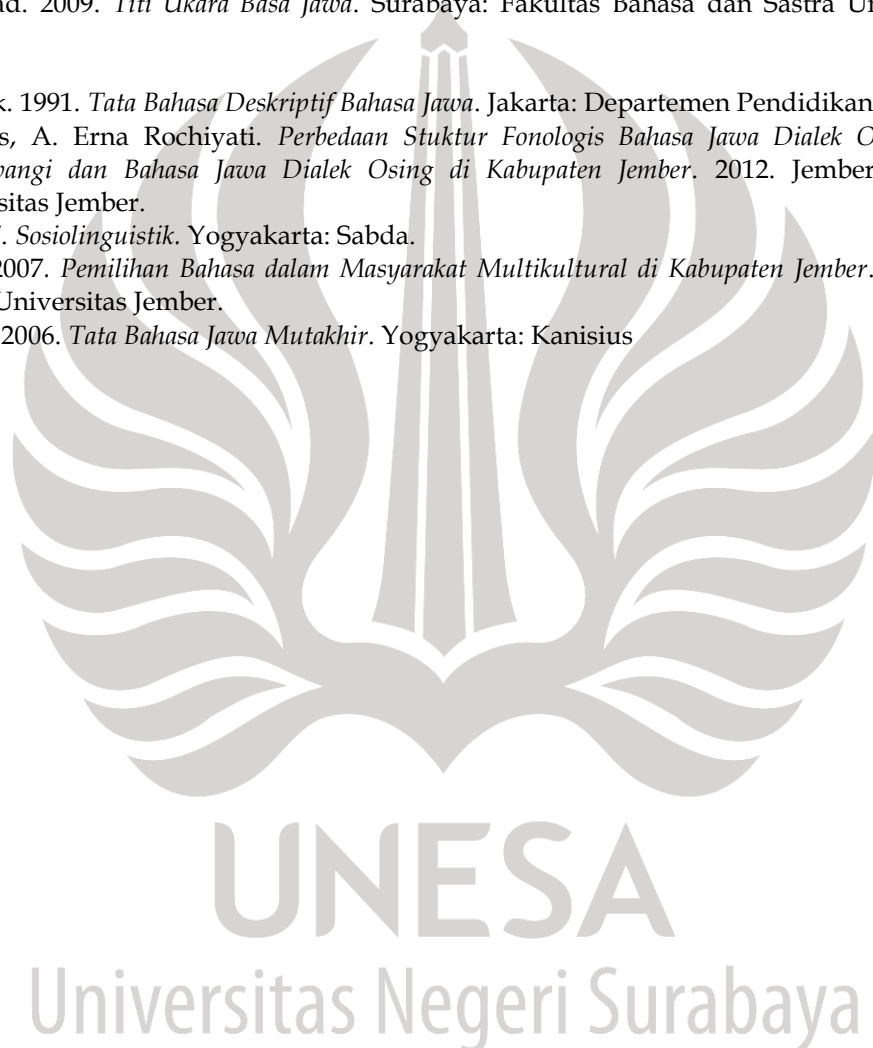 ad. 2009. Titi Ukara Basa Jawa. Surabaya: Fakultas Bahasa dan Sastra Un
k. 1991. Tata Bahasa Deskriptif Bahasa Jawa. Jakarta: Departemen Pendidikan
s, A. Erna Rochiyati. Perbedaan Stuktur Fonologis Bahasa Jawa Dialek O
wangi dan Bahasa Jawa Dialek Osing di Kabupaten Jember. 2012. Jember
sitas Jember.
. Sosiolinguistik. Yogyakarta: Sabda.
2007. Pemilihan Bahasa dalam Masyarakat Multikultural di Kabupaten Jember.
Universitas Jember.
2006. Tata Bahasa Jawa Mutakhir. Yogyakarta: Kanisius
UNESA
Universitas Negeri Surabaya